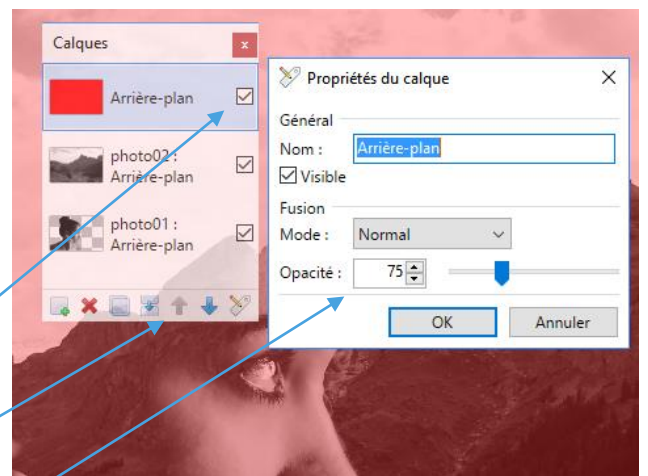 Calques
x
Arrière-plan
photo02 :
Arrière-plan
photo01 :
Arrière-plan
Propriétés du calque
Général
Nom : Arrière-plan
Visible
Fusion
Mode : Normal
Opacité : 75
OK Annuler